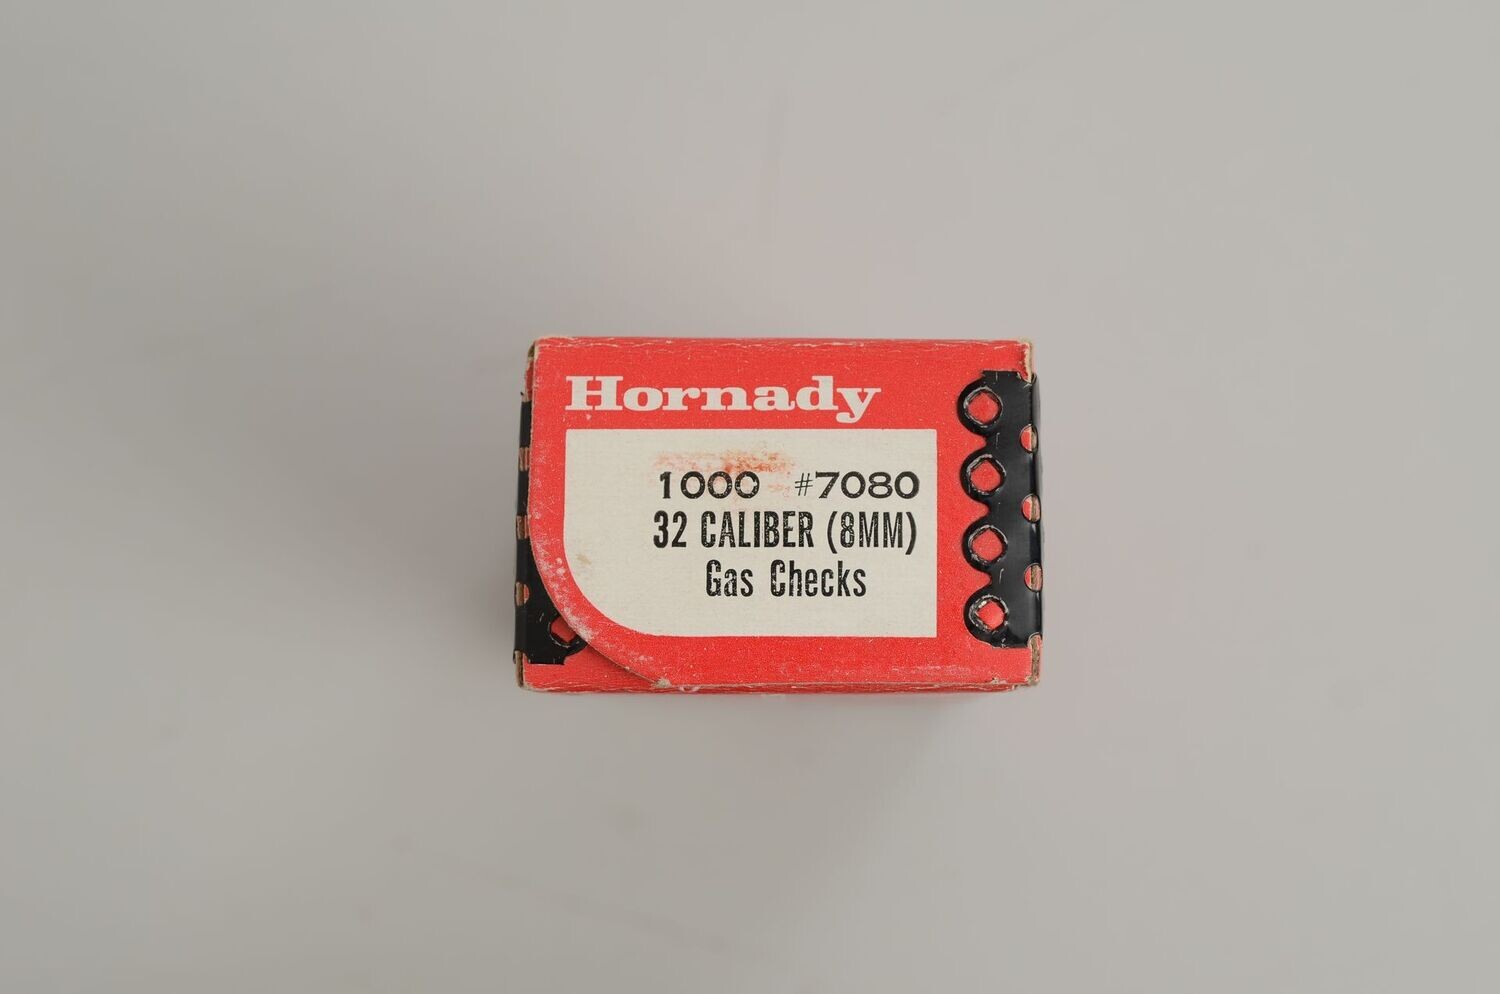 Hornady
1000 #7080
32 CALIBER (8MM)
Gas Checks